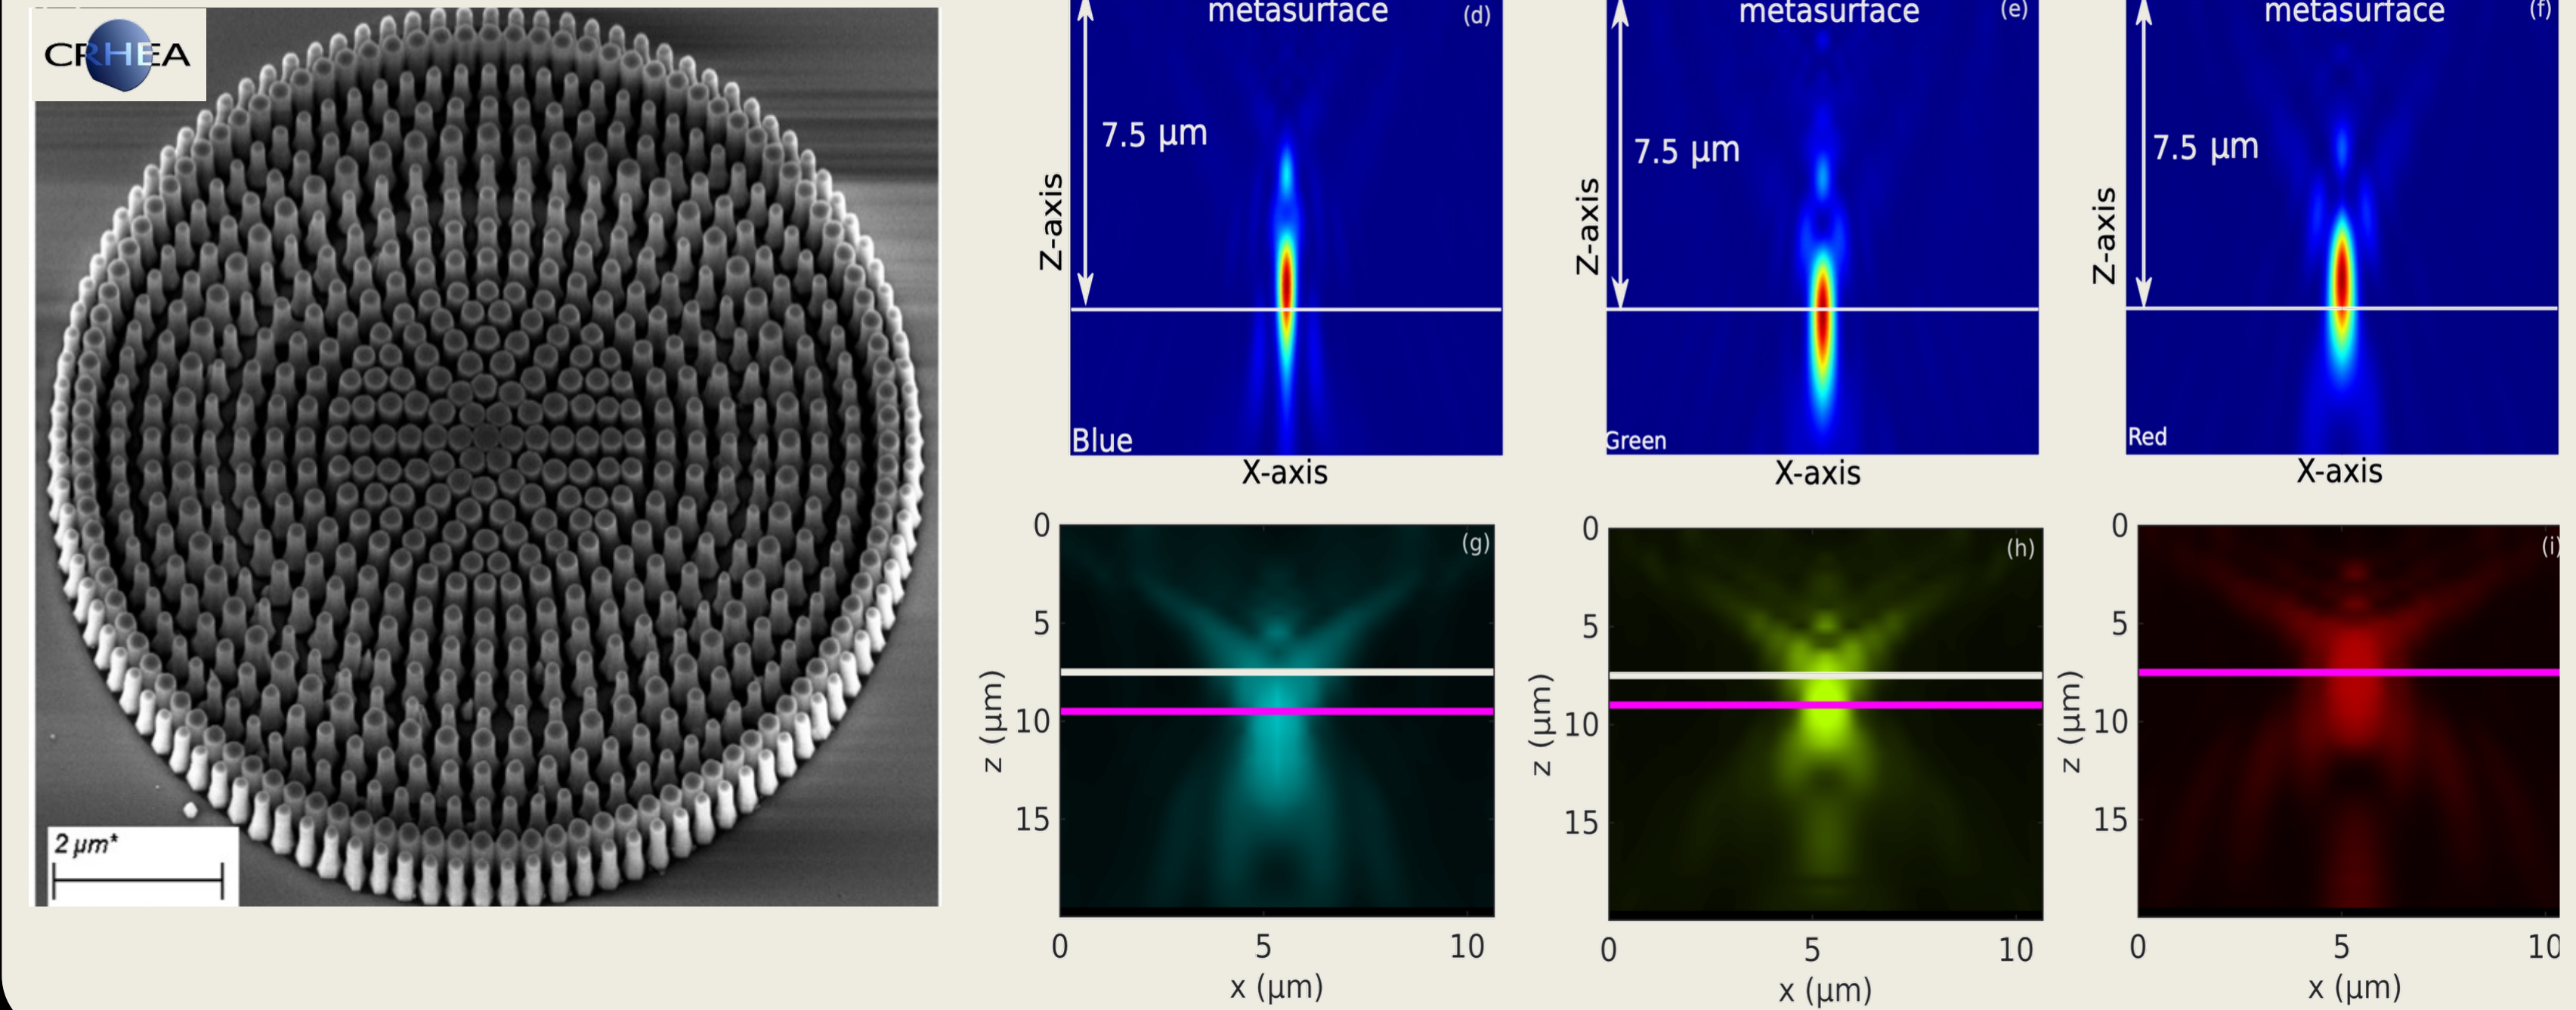 CRHEA
2 µm*
metasurface
(d)
7.5 µm
Z-axis
Blue
X-axis
metasurface
(e)
7.5 µm
Z-axis
Green
X-axis
metasurface
(f)
7.5 µm
Z-axis
Red
X-axis
(g)
0
5
10
15
z (µm)
0 5 10
x (µm)
(h)
0
5
10
15
z (µm)
0 5 10
x (µm)
(i)
0
5
10
15
z (µm)
0 5 10
x (µm)